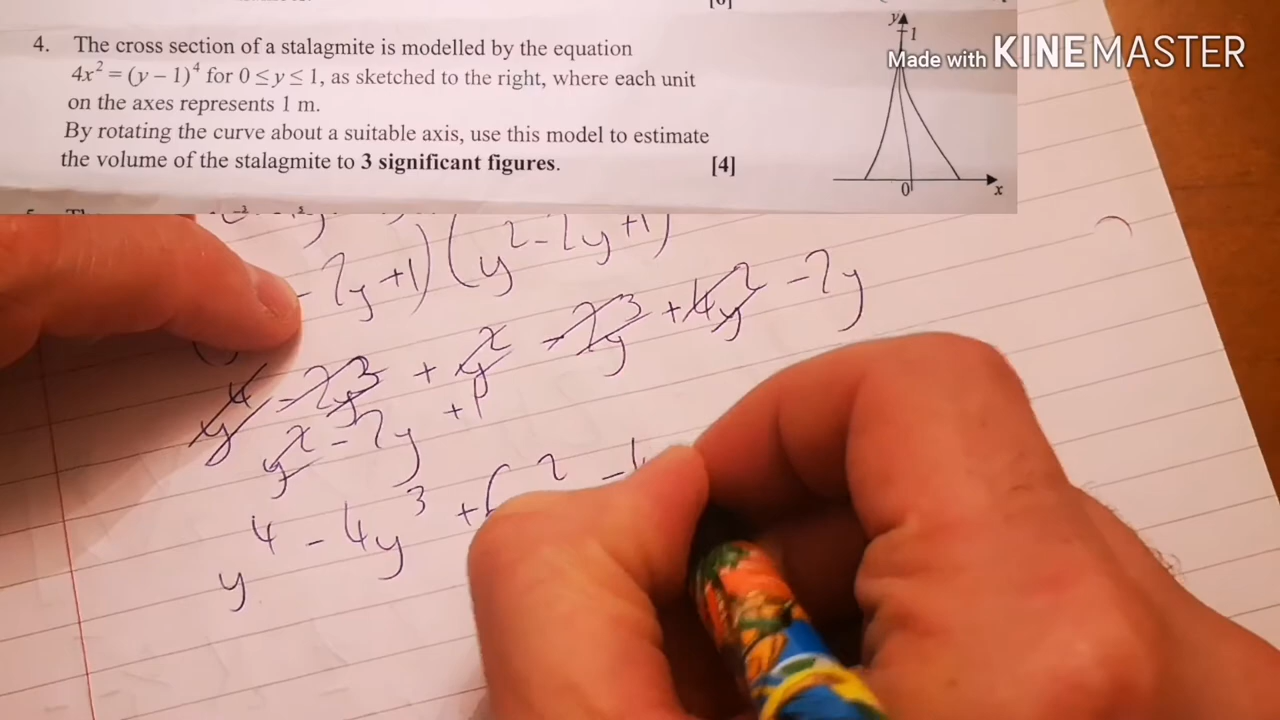 [6]
4. The cross section of a stalagmite is modelled by the equation
4x² = (y – 1)⁴ for 0 ≤ y ≤ 1, as sketched to the right, where each unit
on the axes represents 1 m.
By rotating the curve about a suitable axis, use this model to estimate
the volume of the stalagmite to 3 significant figures.
[4]
y
1
0
x
Made with KINEMASTER
- 2y+1)(y²-2y+1)
y⁴ - 2y³ + y² - 2y³ + 4y² - 2y
y² - 2y + 1
y⁴ - 4y³ + 6 ² - 4